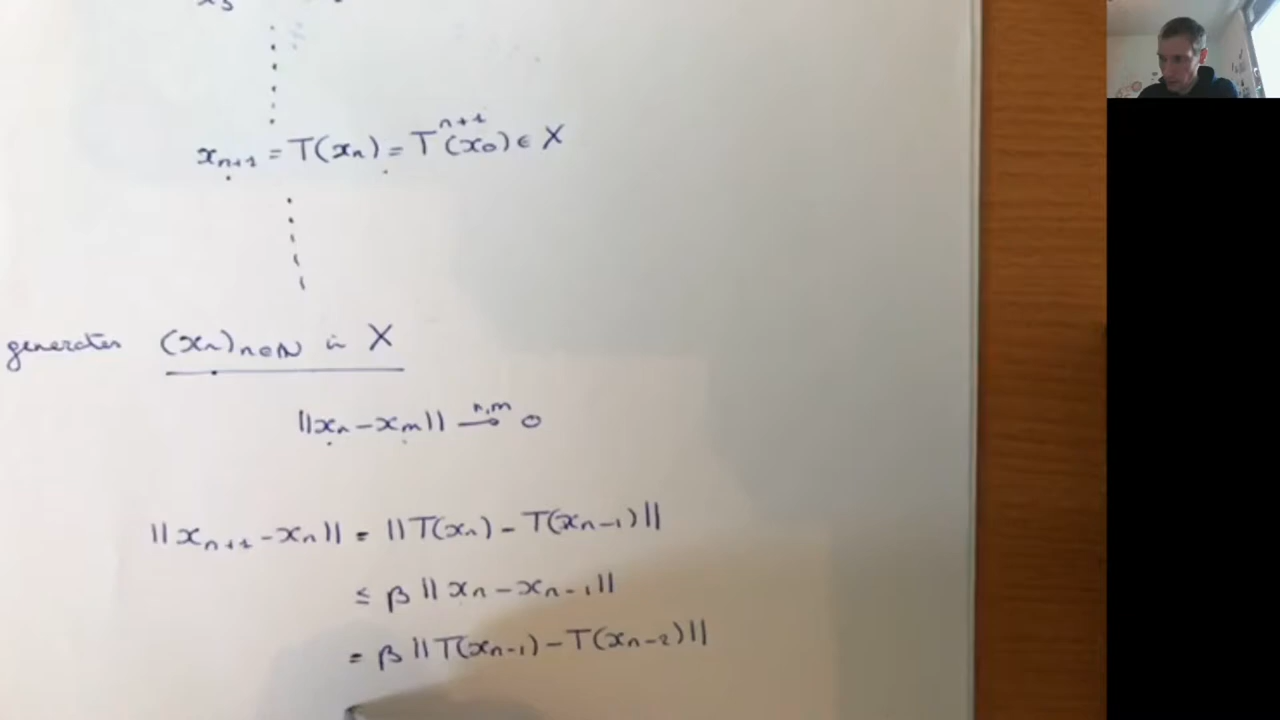 x_{n+1} = T(x_n) = T^{n+1}(x_0) ∈ X
generates (x_n)_{n∈N} in X
||x_n - x_m|| \xrightarrow{n,m} 0
||x_{n+1} - x_n|| = ||T(x_n) - T(x_{n-1})||
≤ β ||x_n - x_{n-1}||
= β ||T(x_{n-1}) - T(x_{n-2})||